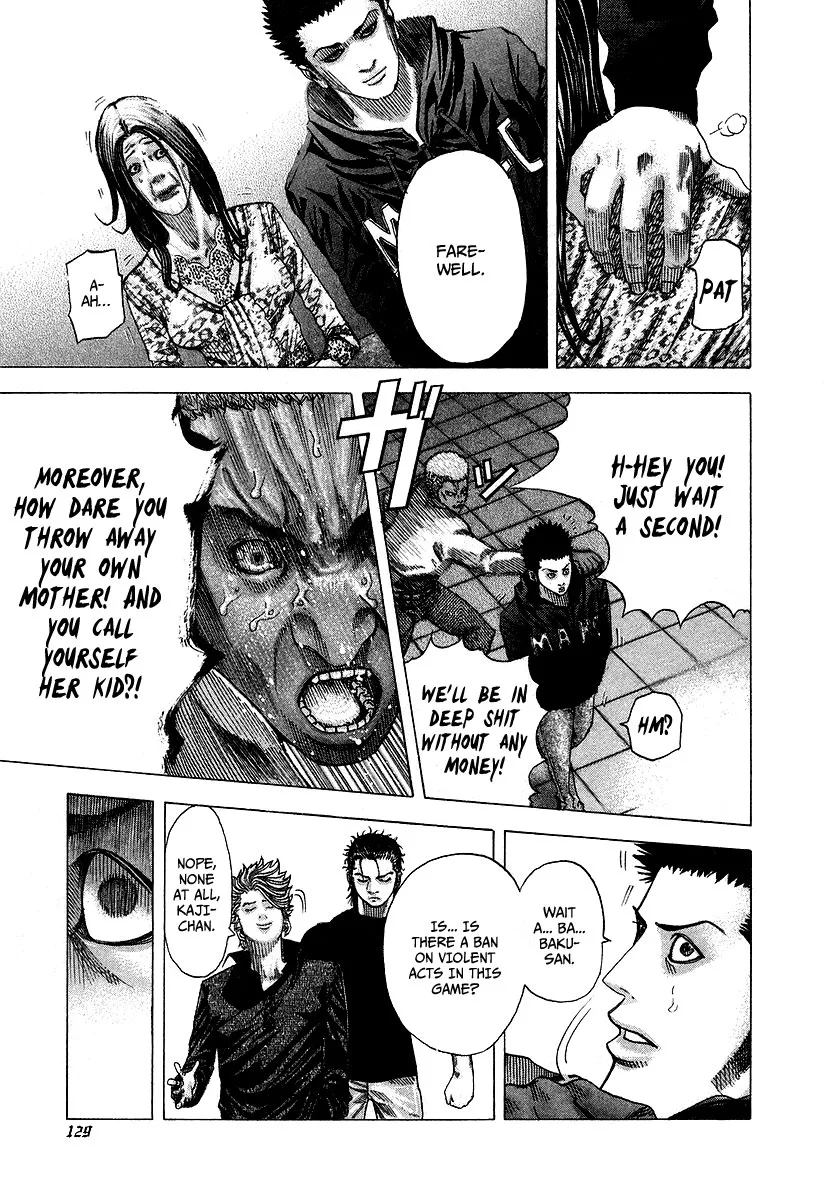 PAT
FARE-
WELL.
A-
AH...
H-HEY YOU!
JUST WAIT
A SECOND!
ガッ
HM?
WE'LL BE IN
DEEP SHIT
WITHOUT ANY
MONEY!
MOREOVER,
HOW DARE YOU
THROW AWAY
YOUR OWN
MOTHER! AND
YOU CALL
YOURSELF
HER KID?!
WAIT
A... BA...
BAKU-
SAN.
IS... IS
THERE A BAN
ON VIOLENT
ACTS IN THIS
GAME?
NOPE,
NONE
AT ALL,
KAJI-
CHAN.
129